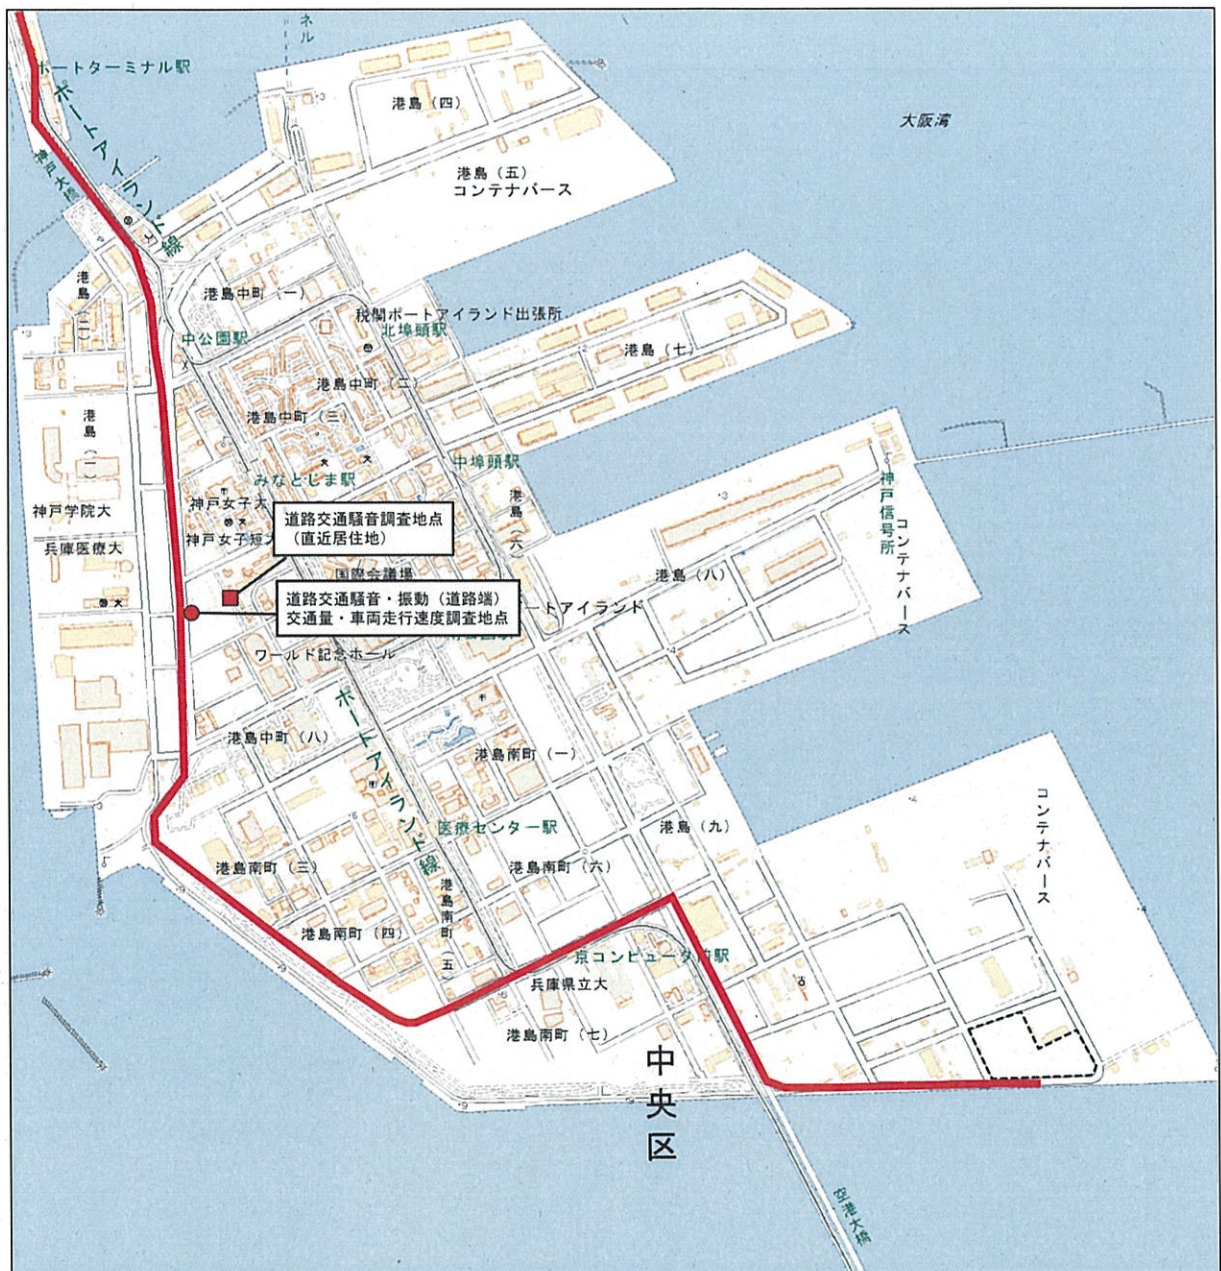 ネル
ポートターミナル駅
ポートアイランド線
神戸大橋
港島(四)
大阪湾
港島(五)
コンテナバース
港島(二)
港島中町(一)
税関ポートアイランド出張所
北埠頭駅
中公園駅
港島(七)
港島中町(二)
港島中町(三)
港島(一)
中埠頭駅
みなとじま駅
神戸女子大
神戸学院大
港島(六)
神戸信号所
コンテナバース
道路交通騒音調査地点
(直近居住地)
神戸女子短大
兵庫医療大
国際会議場
港島(八)
道路交通騒音・振動(道路端)
交通量・車両走行速度調査地点
ートアイランド
ワールド記念ホール
ポートアイランド線
港島中町(八)
港島南町(一)
コンテナバース
医療センター駅
港島(九)
港島南町(三)
港島南町(六)
港島南町(五)
港島南町(四)
京コンピュータ前駅
兵庫県立大
港島南町(七)
中央区
空港大橋